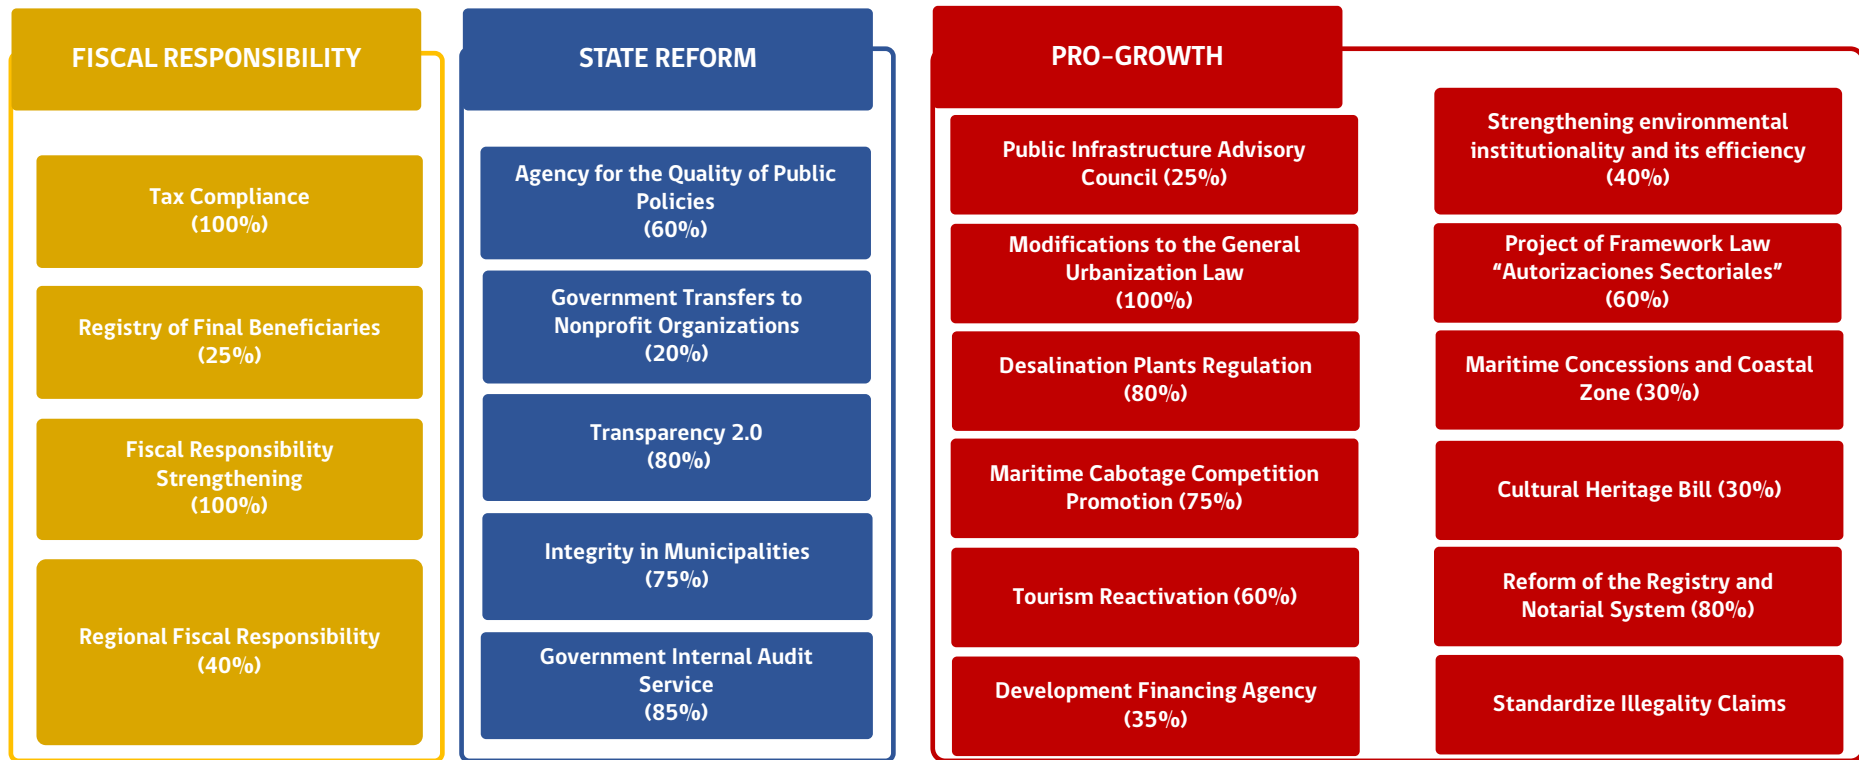 FISCAL RESPONSIBILITY
Tax Compliance
(100%)
Registry of Final Beneficiaries
(25%)
Fiscal Responsibility
Strengthening
(100%)
Regional Fiscal Responsibility
(40%)
STATE REFORM
Agency for the Quality of Public
Policies
(60%)
Government Transfers to
Nonprofit Organizations
(20%)
Transparency 2.0
(80%)
Integrity in Municipalities
(75%)
Government Internal Audit
Service
(85%)
PRO-GROWTH
Public Infrastructure Advisory
Council (25%)
Modifications to the General
Urbanization Law
(100%)
Desalination Plants Regulation
(80%)
Maritime Cabotage Competition
Promotion (75%)
Tourism Reactivation (60%)
Development Financing Agency
(35%)
Strengthening environmental
institutionality and its efficiency
(40%)
Project of Framework Law
“Autorizaciones Sectoriales”
(60%)
Maritime Concessions and Coastal
Zone (30%)
Cultural Heritage Bill (30%)
Reform of the Registry and
Notarial System (80%)
Standardize Illegality Claims